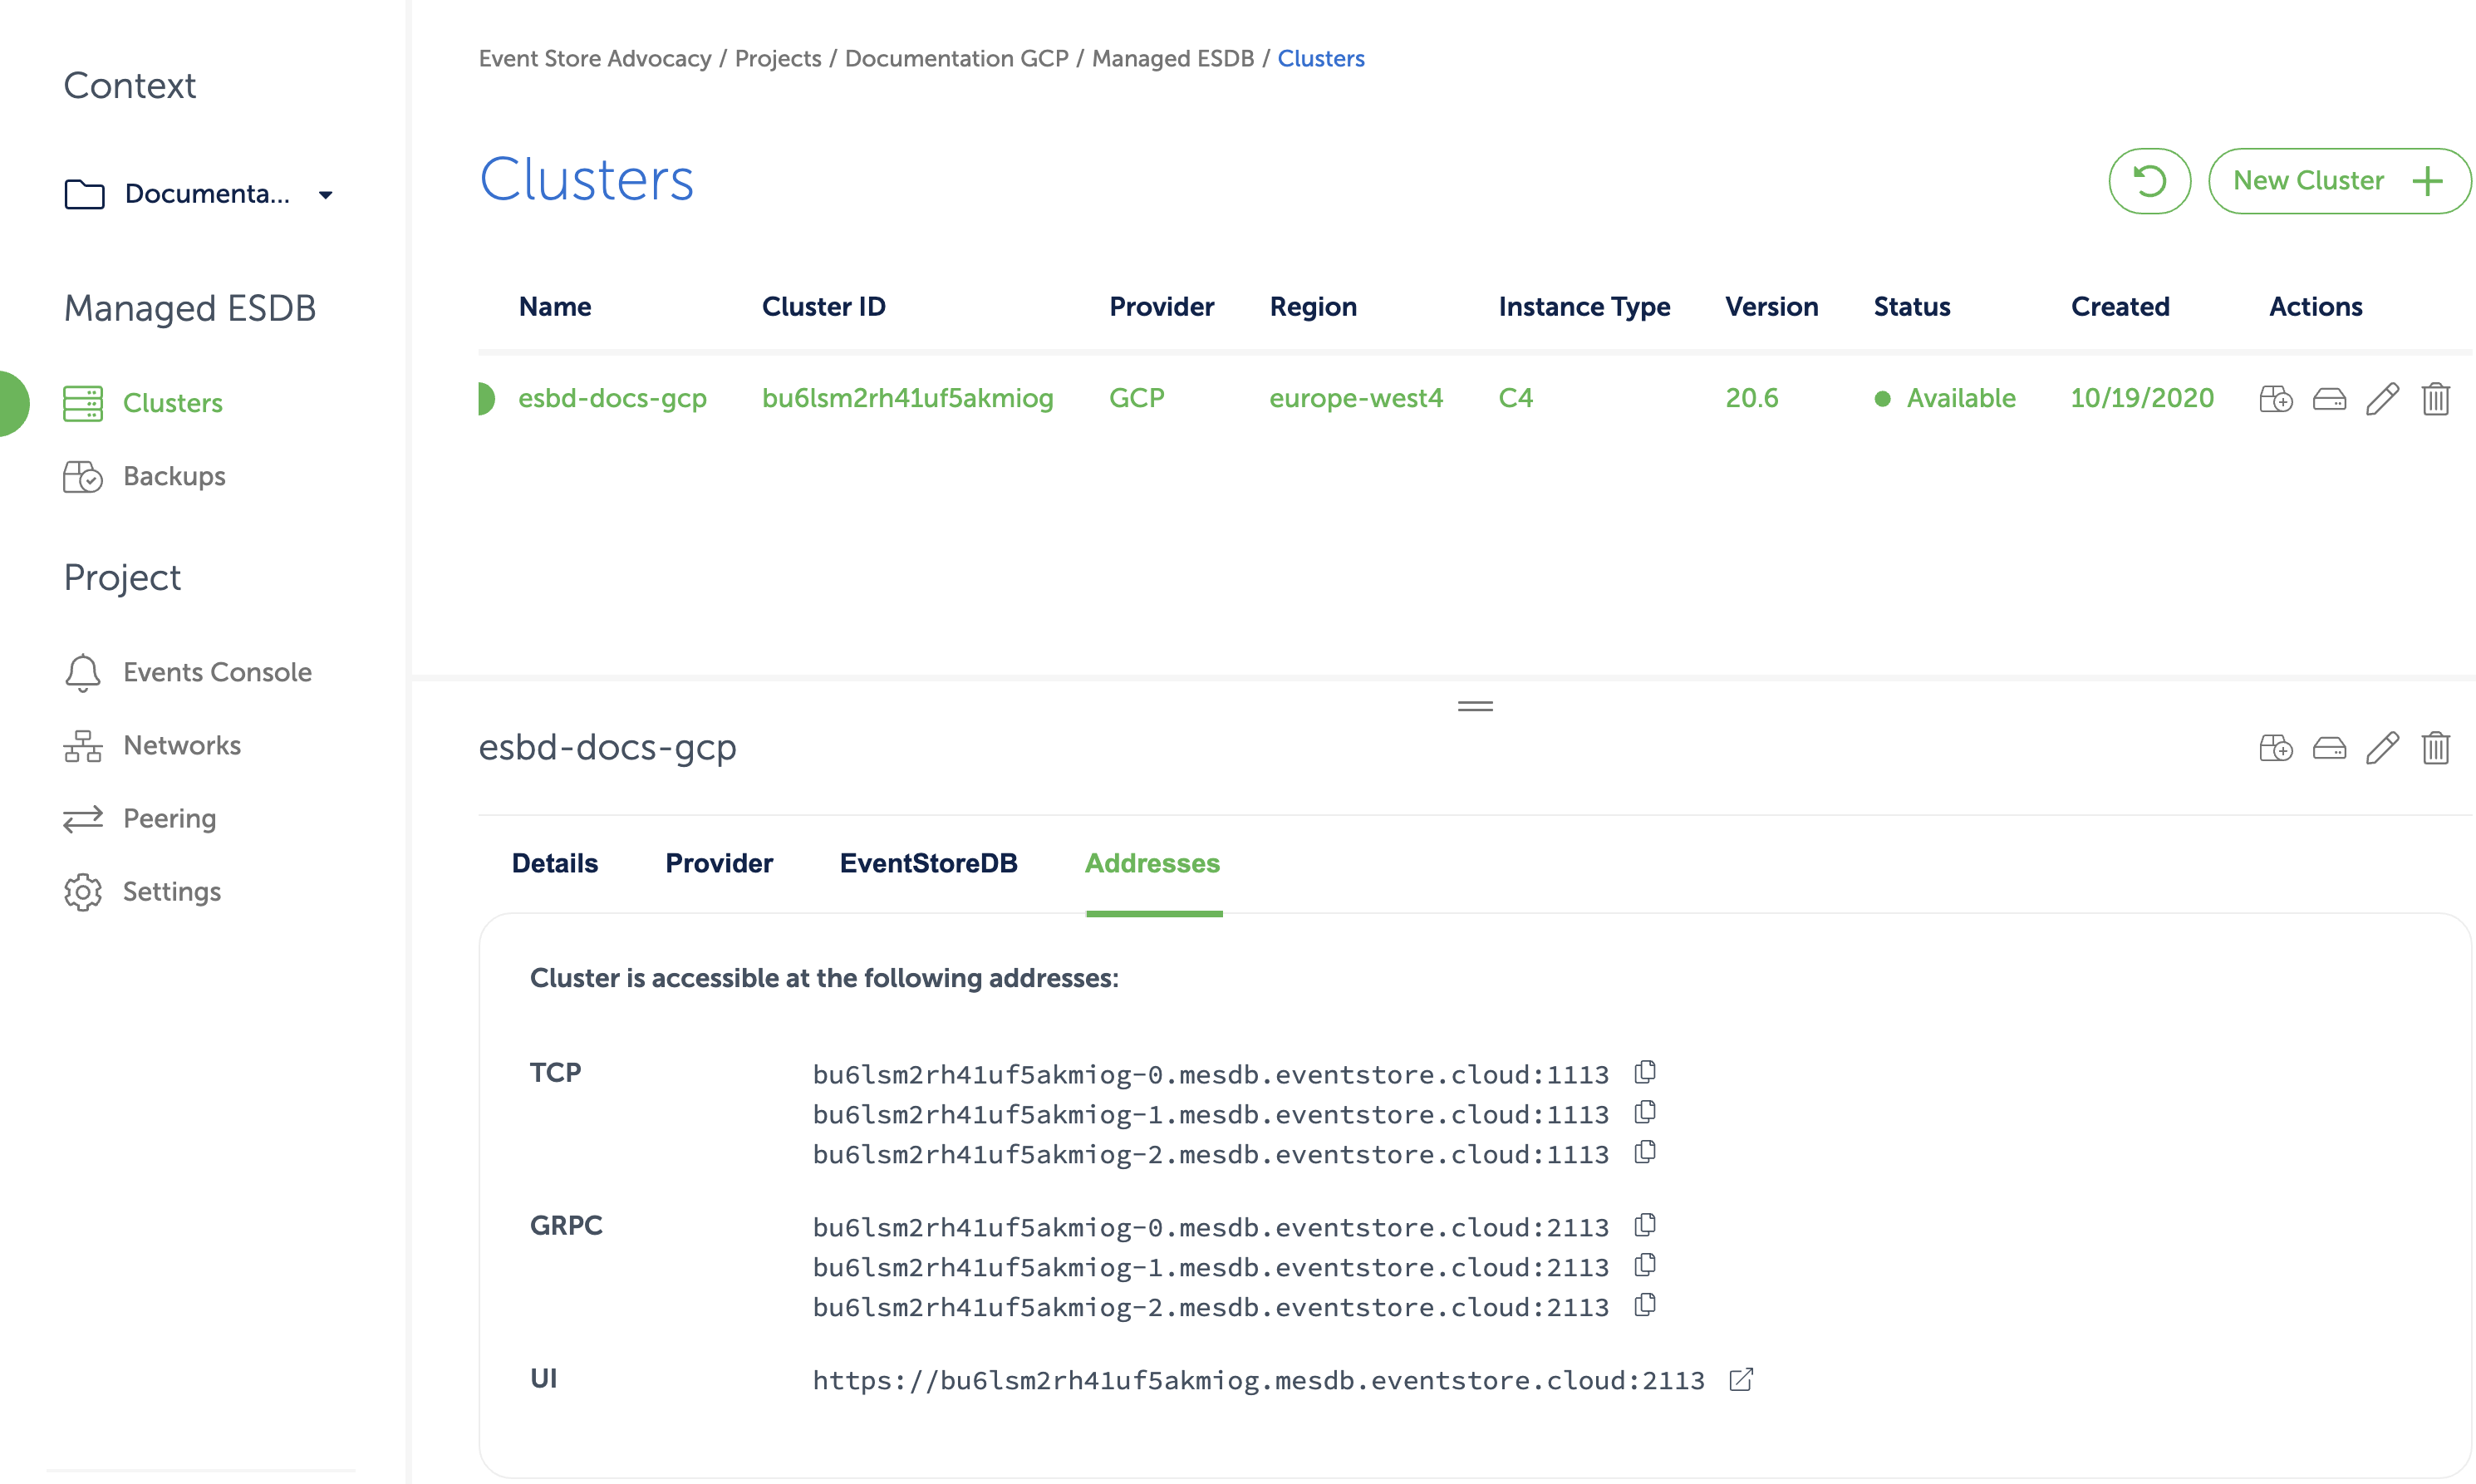 Context
Documenta...
Managed ESDB
Clusters
Backups
Project
Events Console
Networks
Peering
Settings
Event Store Advocacy / Projects / Documentation GCP / Managed ESDB / Clusters
Clusters
New Cluster
Name Cluster ID Provider Region Instance Type Version Status Created Actions
esbd-docs-gcp bu6lsm2rh41uf5akmiog GCP europe-west4 C4 20.6 Available 10/19/2020
esbd-docs-gcp
Details Provider EventStoreDB Addresses
Cluster is accessible at the following addresses:
TCP bu6lsm2rh41uf5akmiog-0.mesdb.eventstore.cloud:1113
bu6lsm2rh41uf5akmiog-1.mesdb.eventstore.cloud:1113
bu6lsm2rh41uf5akmiog-2.mesdb.eventstore.cloud:1113
GRPC bu6lsm2rh41uf5akmiog-0.mesdb.eventstore.cloud:2113
bu6lsm2rh41uf5akmiog-1.mesdb.eventstore.cloud:2113
bu6lsm2rh41uf5akmiog-2.mesdb.eventstore.cloud:2113
UI https://bu6lsm2rh41uf5akmiog.mesdb.eventstore.cloud:2113